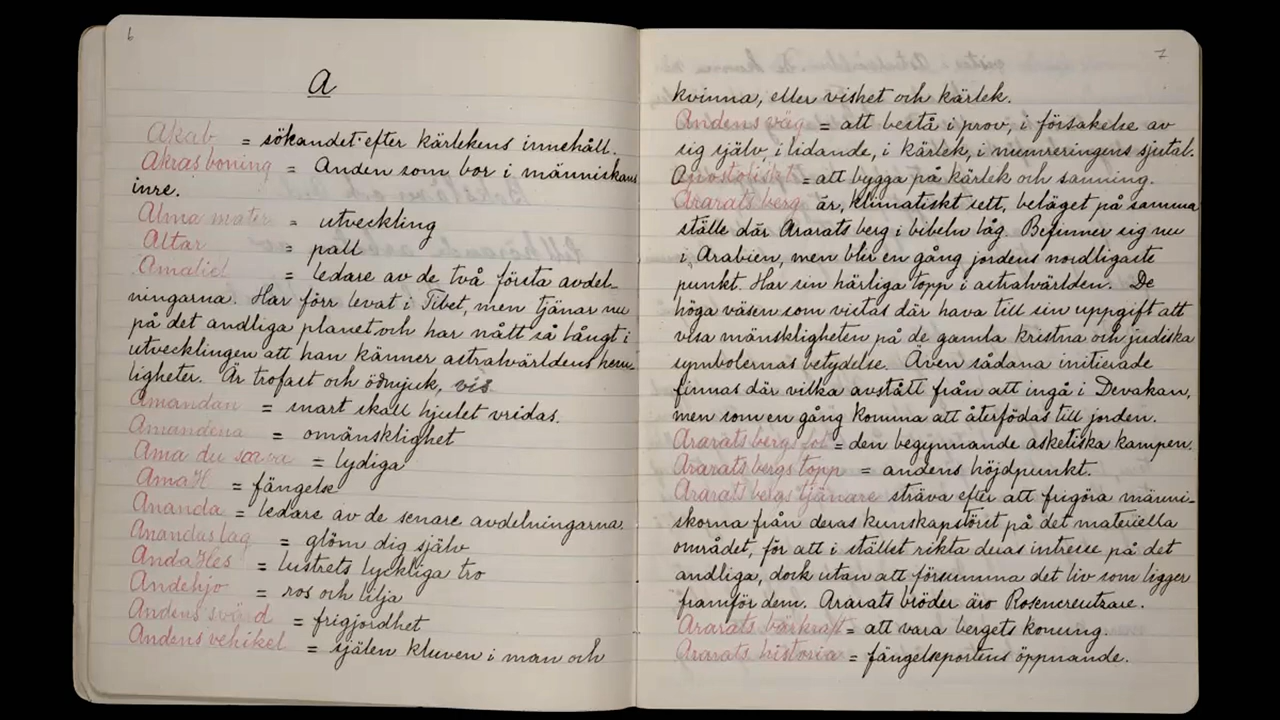 6
A
Akab = sökandet efter kärlekens innehåll.
Akras boning = Anden som bor i människans
inre.
Alma mater = utveckling
Altar = pall
Amaliel = ledare av de två första avdel-
ningarna. Har förr levat i Tibet, men tjänar nu
på det andliga planet och har nått så långt i
utvecklingen att han känner astralvärldens hem-
ligheter. Är trofast och ödmjuk, vis
Amandan = snart skall hjulet vridas.
Amandena = omänsklighet
Ama du sarva = lydiga
AmaH = fängelse
Ananda = ledare av de senare avdelningarna.
Anandas lag = glöm dig själv
AndaHes = lustrets lyckliga tro
Andehjo = ros och lilja
Andens svärd = frigjordhet
Andens vehikel = själen kluven i man och
7
kvinna, eller vishet och kärlek.
Andens väg = att bestå i prov, i försakelse av
sig själv, i lidande, i kärlek, i numreringens sjutal.
Apostoliskt = att bygga på kärlek och sanning.
Ararats berg är, klimatiskt sett, beläget på samma
ställe där Ararats berg i bibeln låg. Befinner sig nu
i Arabien, men blir en gång jordens nordligaste
punkt. Har sin härliga topp i astralvärlden. De
höga väsen som vistas där hava till sin uppgift att
visa mänskligheten på de gamla kristna och judiska
symbolernas betydelse. Även sådana initierade
finnas där vilka avstått från att ingå i Devakan,
men som en gång komma att återfödas till jorden.
Ararats bergs fot = den begynnande asketiska kampen.
Ararats bergs topp = andens höjdpunkt.
Ararats bergs tjänare sträva efter att frigöra männi-
skorna från deras kunskapstörst på det materiella
området, för att i stället rikta deras intresse på det
andliga, dock utan att försumma det liv som ligger
framför dem. Ararats bröder äro Rosencreutzare.
Ararats bärkraft = att vara bergets konung.
Ararats historia = fängelseportens öppnande.